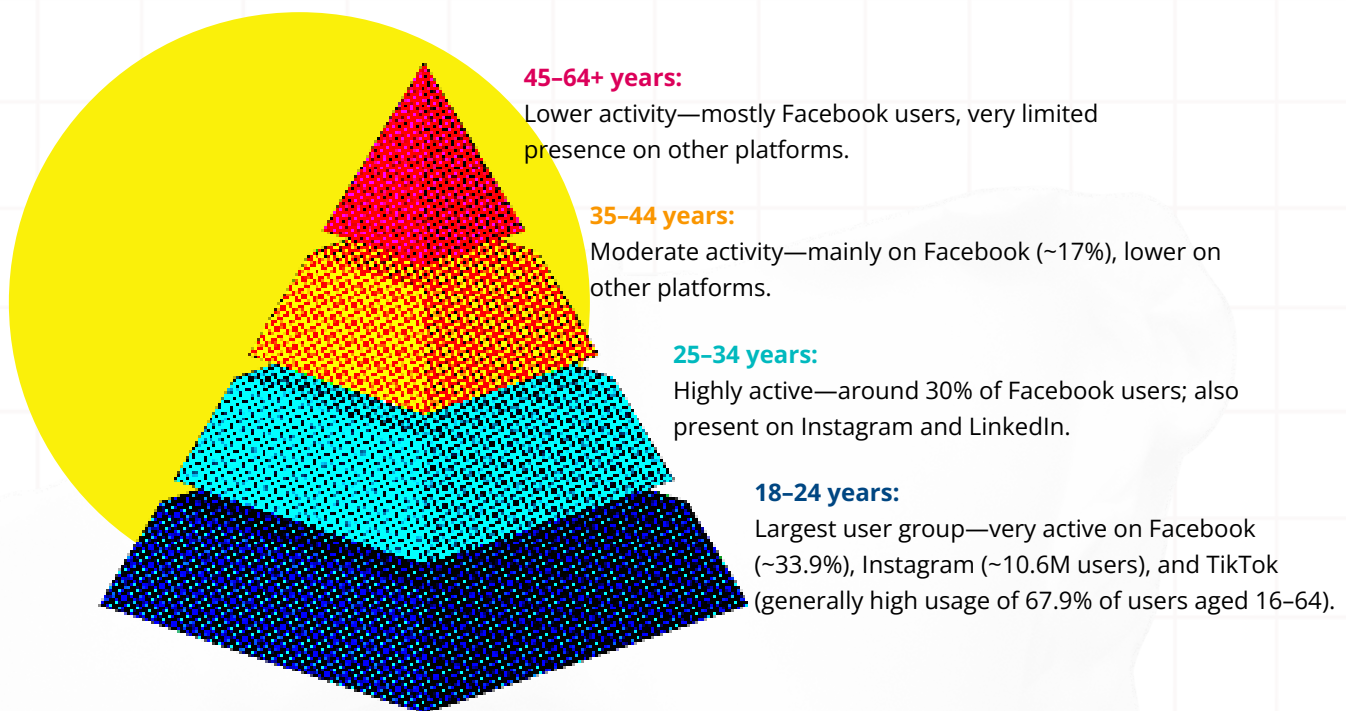 45–64+ years:
Lower activity—mostly Facebook users, very limited
presence on other platforms.
35–44 years:
Moderate activity—mainly on Facebook (~17%), lower on
other platforms.
25–34 years:
Highly active—around 30% of Facebook users; also
present on Instagram and LinkedIn.
18–24 years:
Largest user group—very active on Facebook
(~33.9%), Instagram (~10.6M users), and TikTok
(generally high usage of 67.9% of users aged 16–64).